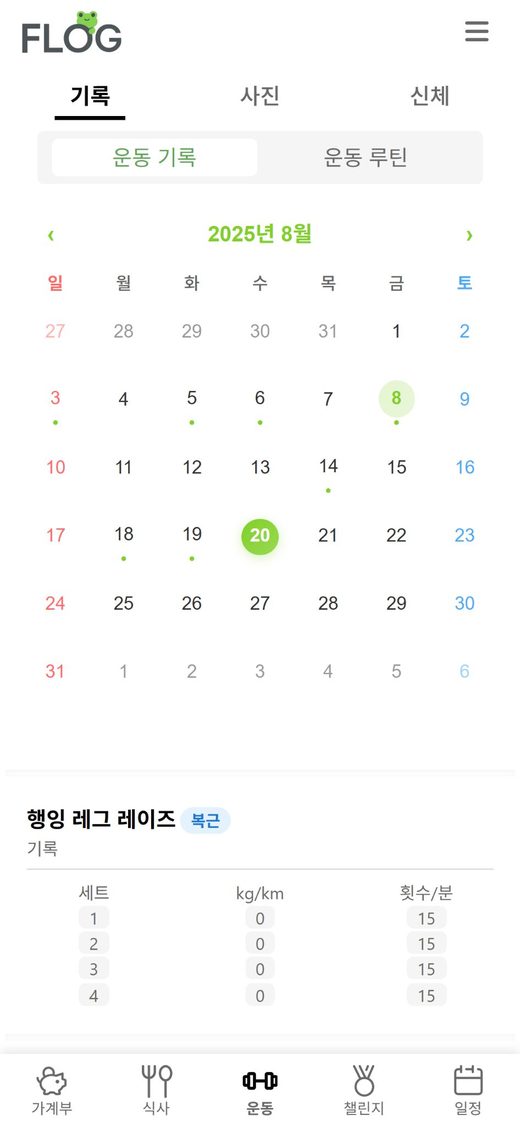 FLOG
기록 사진 신체
운동 기록 운동 루틴
‹ 2025년 8월 ›
일 월 화 수 목 금 토
27 28 29 30 31 1 2
3 4 5 6 7 8 9
10 11 12 13 14 15 16
17 18 19 20 21 22 23
24 25 26 27 28 29 30
31 1 2 3 4 5 6
행잉 레그 레이즈 복근
기록
세트 kg/km 횟수/분
1 0 15
2 0 15
3 0 15
4 0 15
가계부 식사 운동 챌린지 일정